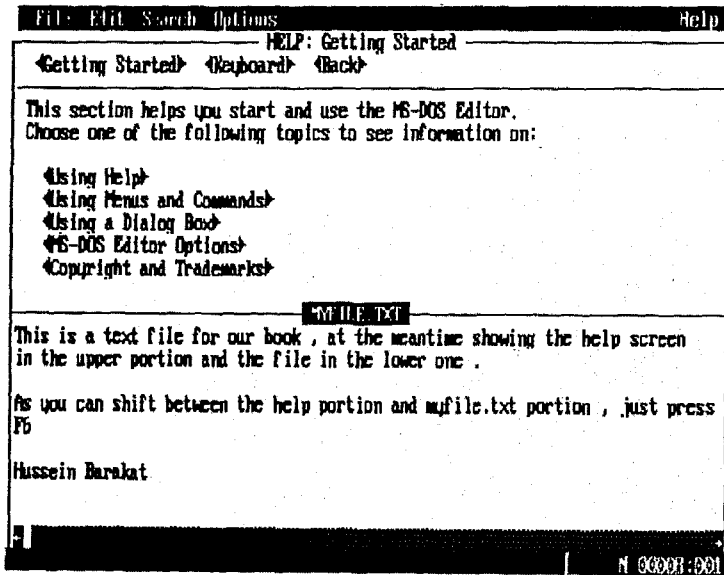 File Edit Search Options Help
HELP: Getting Started
◄Getting Started► ◄Keyboard► ◄Back►
This section helps you start and use the MS-DOS Editor.
Choose one of the following topics to see information on:
◄Using Help►
◄Using Menus and Commands►
◄Using a Dialog Box►
◄MS-DOS Editor Options►
◄Copyright and Trademarks►
MYFILE.TXT
This is a text file for our book , at the meantime showing the help screen
in the upper portion and the file in the lower one .
As you can shift between the help portion and myfile.txt portion , just press
F6
Hussein Barakat
N 00008:001